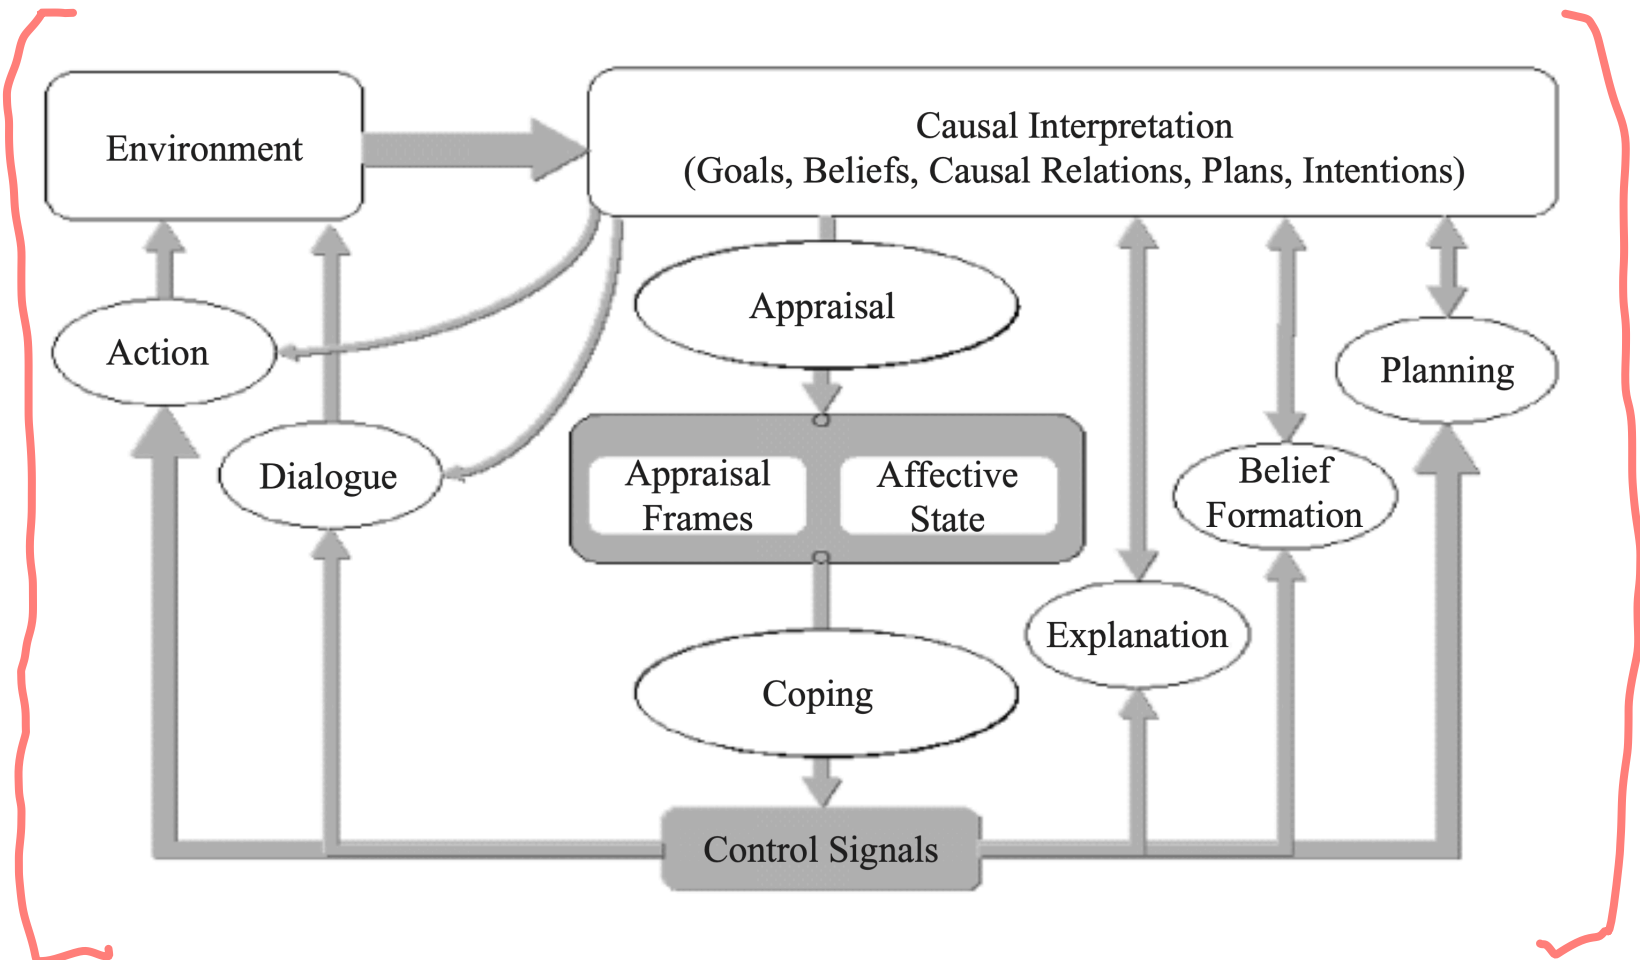 Environment
Causal Interpretation
(Goals, Beliefs, Causal Relations, Plans, Intentions)
Appraisal
Action
Planning
Dialogue
Appraisal
Frames
Affective
State
Belief
Formation
Explanation
Coping
Control Signals